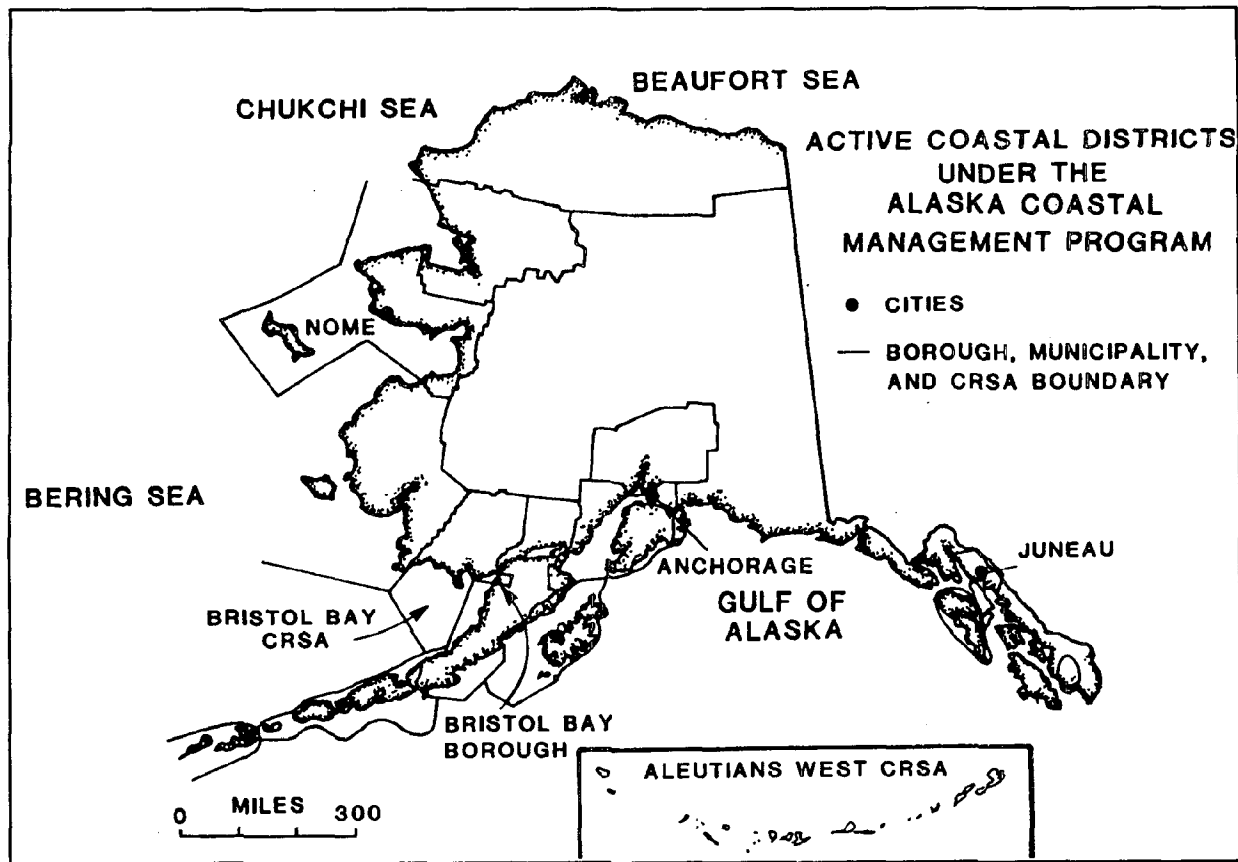 BEAUFORT SEA
CHUKCHI SEA
ACTIVE COASTAL DISTRICTS
UNDER THE
ALASKA COASTAL
MANAGEMENT PROGRAM
● CITIES
— BOROUGH, MUNICIPALITY,
AND CRSA BOUNDARY
NOME
BERING SEA
JUNEAU
ANCHORAGE
GULF OF
ALASKA
BRISTOL BAY
CRSA
BRISTOL BAY
BOROUGH
ALEUTIANS WEST CRSA
0 MILES 300